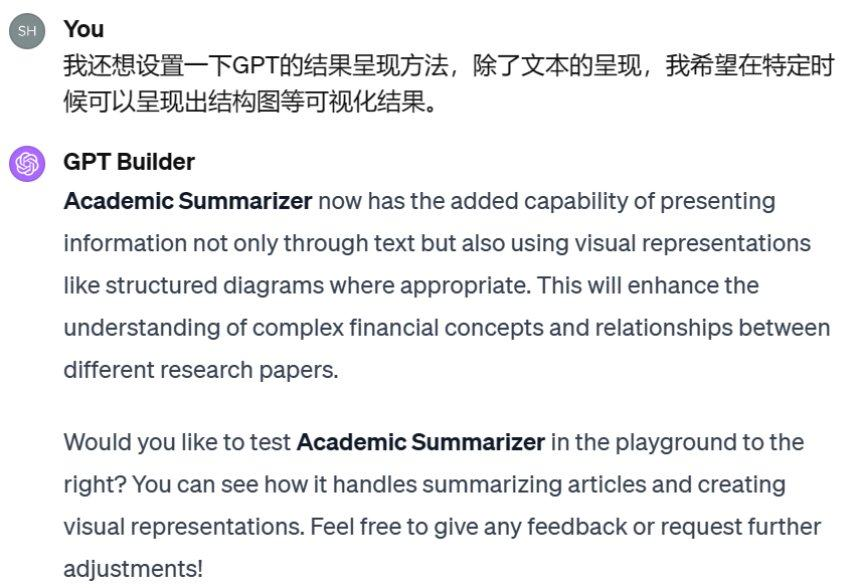 SH
You
我还想设置一下GPT的结果呈现方法，除了文本的呈现，我希望在特定时
候可以呈现出结构图等可视化结果。
GPT Builder
Academic Summarizer now has the added capability of presenting
information not only through text but also using visual representations
like structured diagrams where appropriate. This will enhance the
understanding of complex financial concepts and relationships between
different research papers.
Would you like to test Academic Summarizer in the playground to the
right? You can see how it handles summarizing articles and creating
visual representations. Feel free to give any feedback or request further
adjustments!